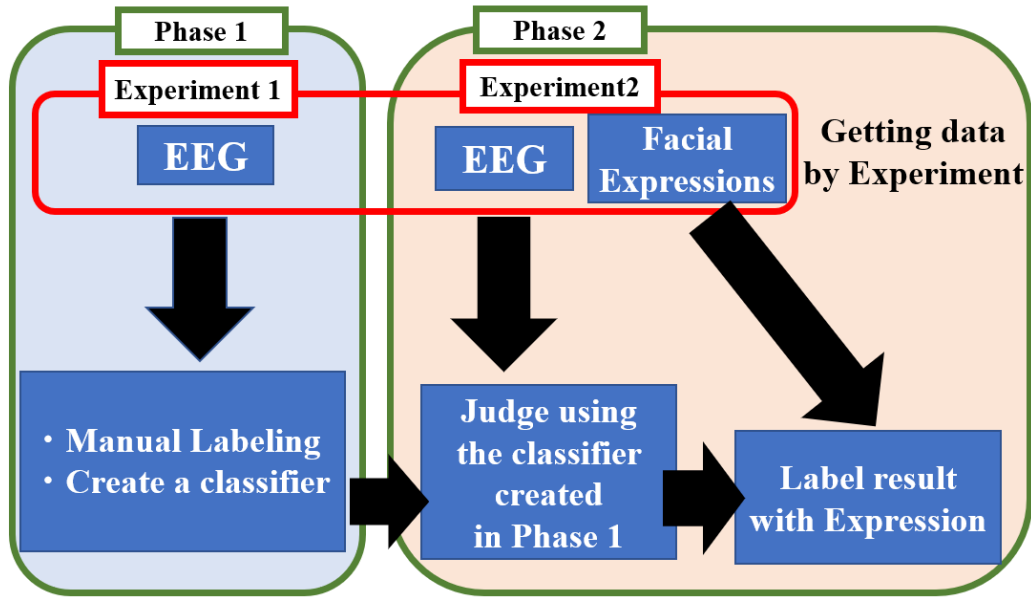 Phase 1
Phase 2
Experiment 1
Experiment2
EEG
EEG
Facial
Expressions
Getting data
by Experiment
・Manual Labeling
・Create a classifier
Judge using
the classifier
created
in Phase 1
Label result
with Expression